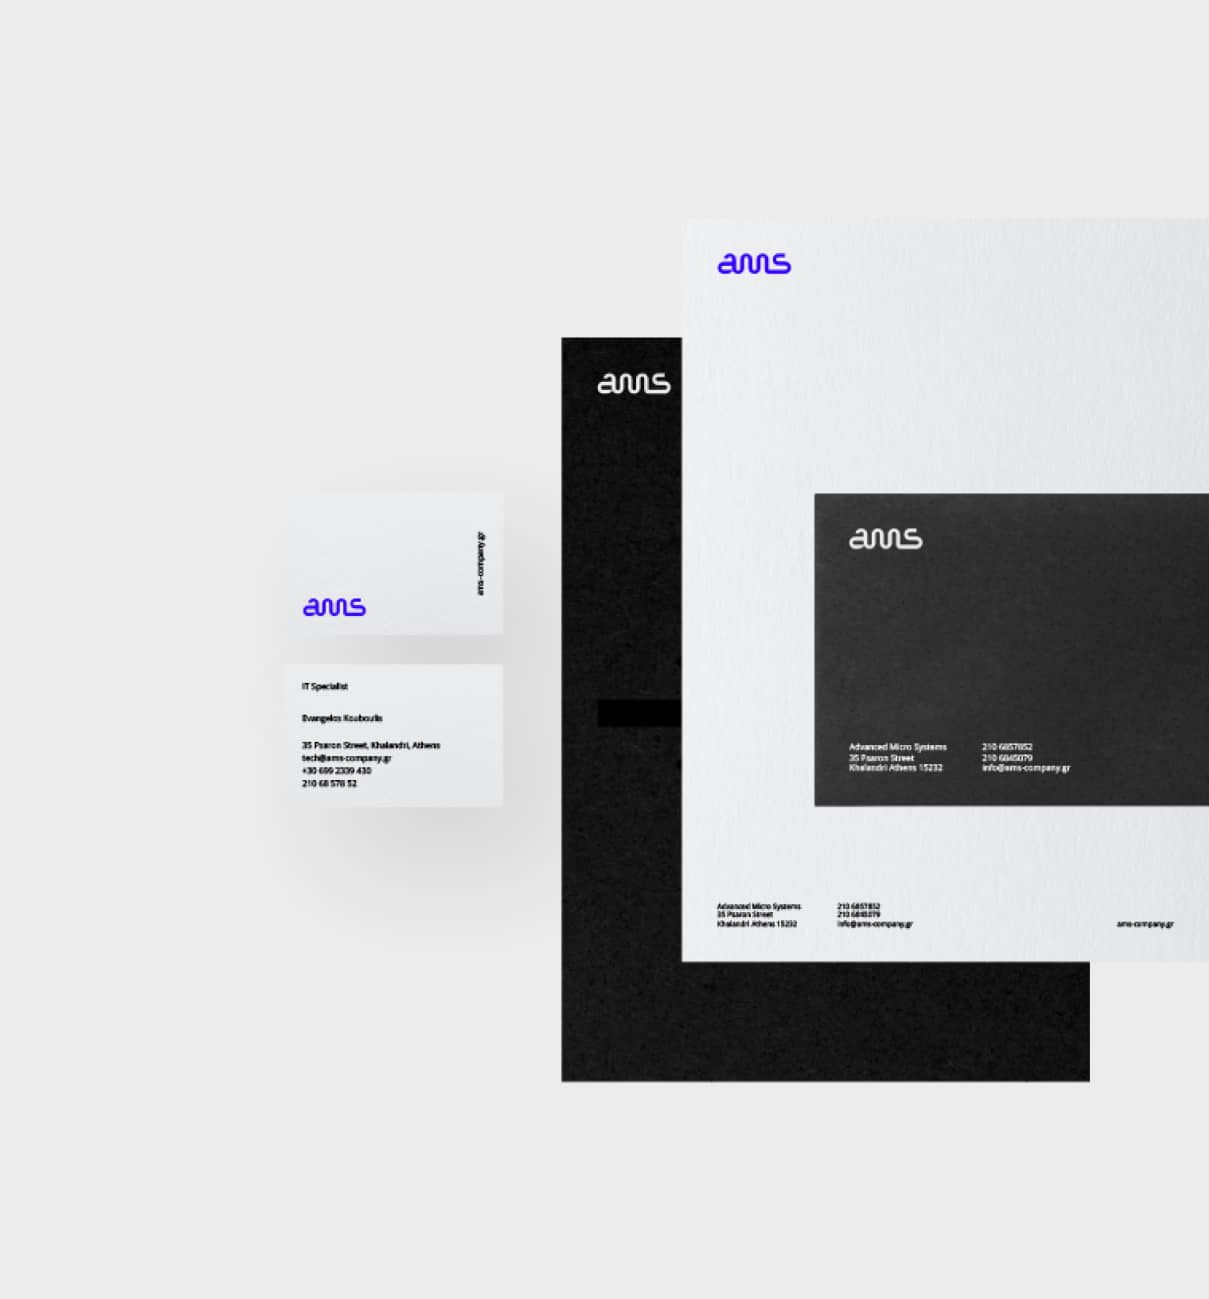 ams
ams
ams
Advanced Micro Systems
35 Psaron Street
Khalandri Athens 15232
210 6857852
210 6845079
info@ams-company.gr
Advanced Micro Systems
35 Psaron Street
Khalandri Athens 15232
210 6857852
210 6845079
info@ams-company.gr
ams-company.gr
ams-company.gr
ams
IT Specialist
Evangelos Kouboulis
35 Psaron Street, Khalandri, Athens
tech@ams-company.gr
+30 699 2339 430
210 68 578 52